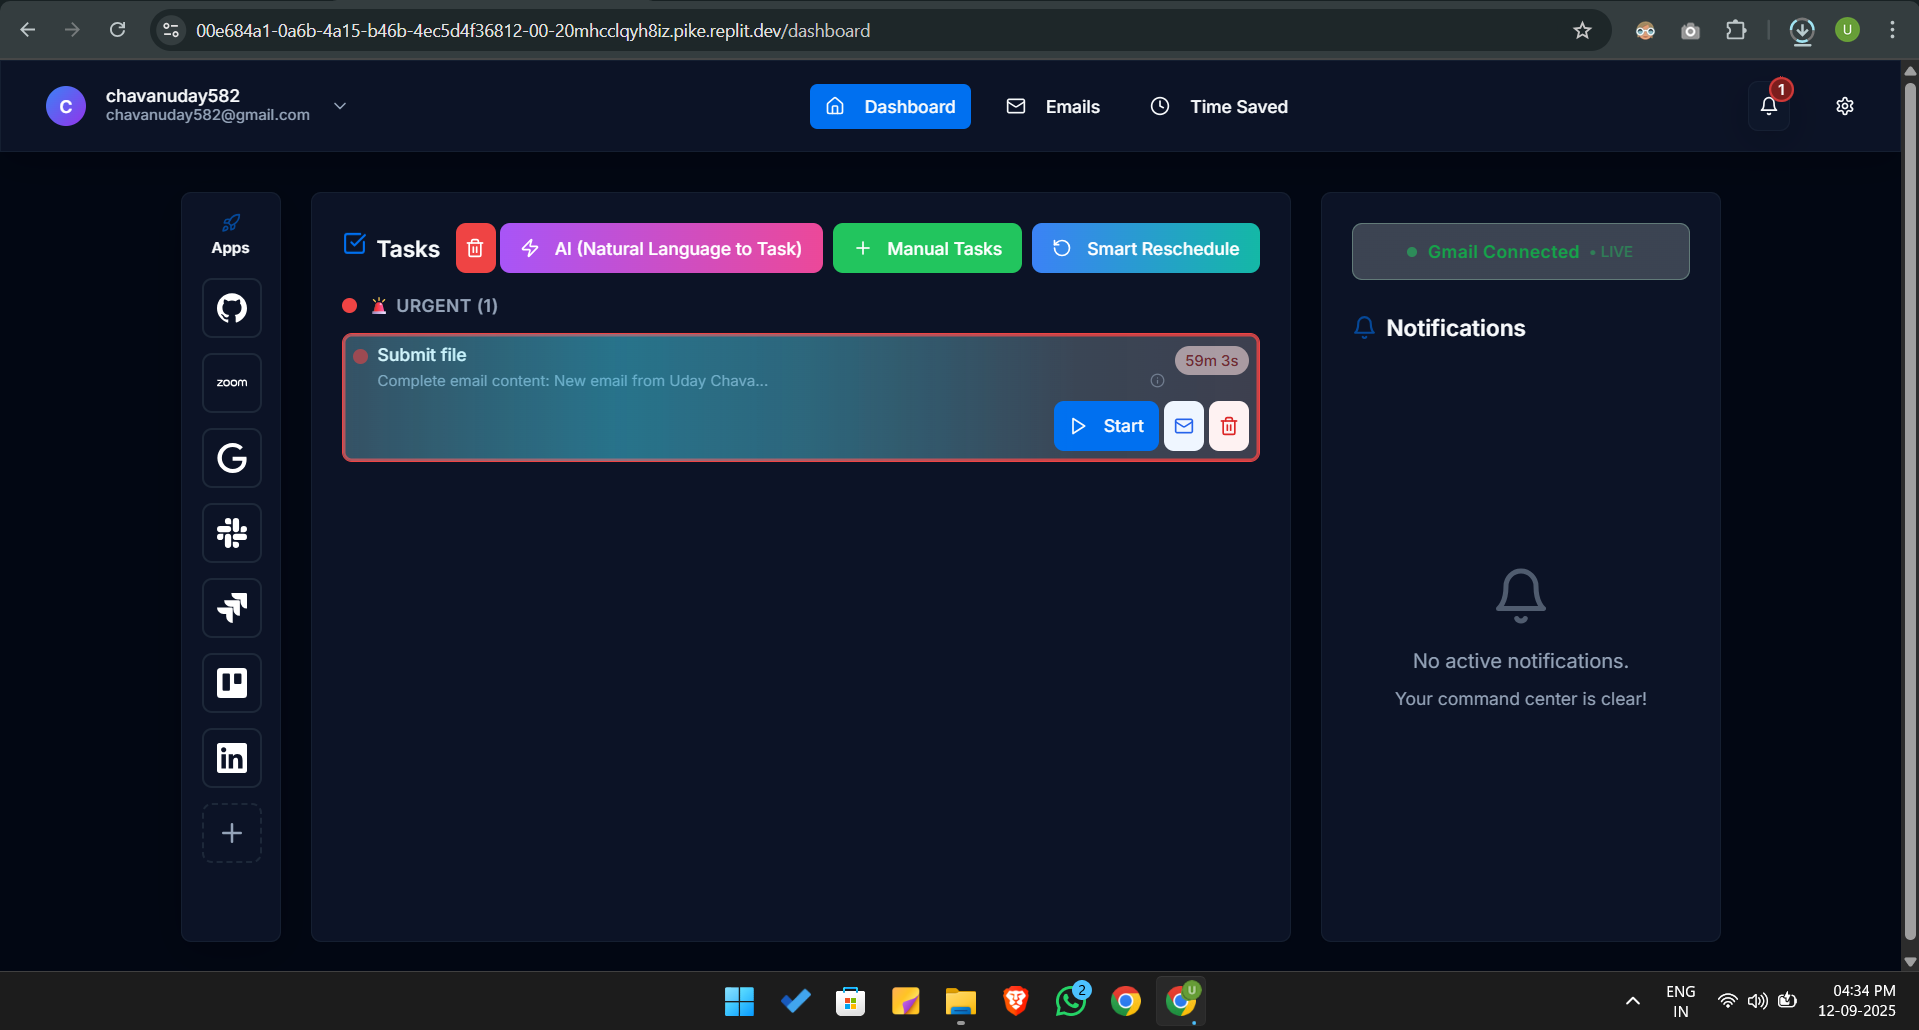 00e684a1-0a6b-4a15-b46b-4ec5d4f36812-00-20mhcclqyh8iz.pike.replit.dev/dashboard
U
C
chavanuday582
chavanuday582@gmail.com
Dashboard
Emails
Time Saved
1
Apps
zoom
Tasks
AI (Natural Language to Task)
Manual Tasks
Smart Reschedule
URGENT (1)
Submit file
59m 3s
Complete email content: New email from Uday Chava...
Start
Gmail Connected • LIVE
Notifications
No active notifications.
Your command center is clear!
in
2
U
ENG
IN
04:34 PM
12-09-2025